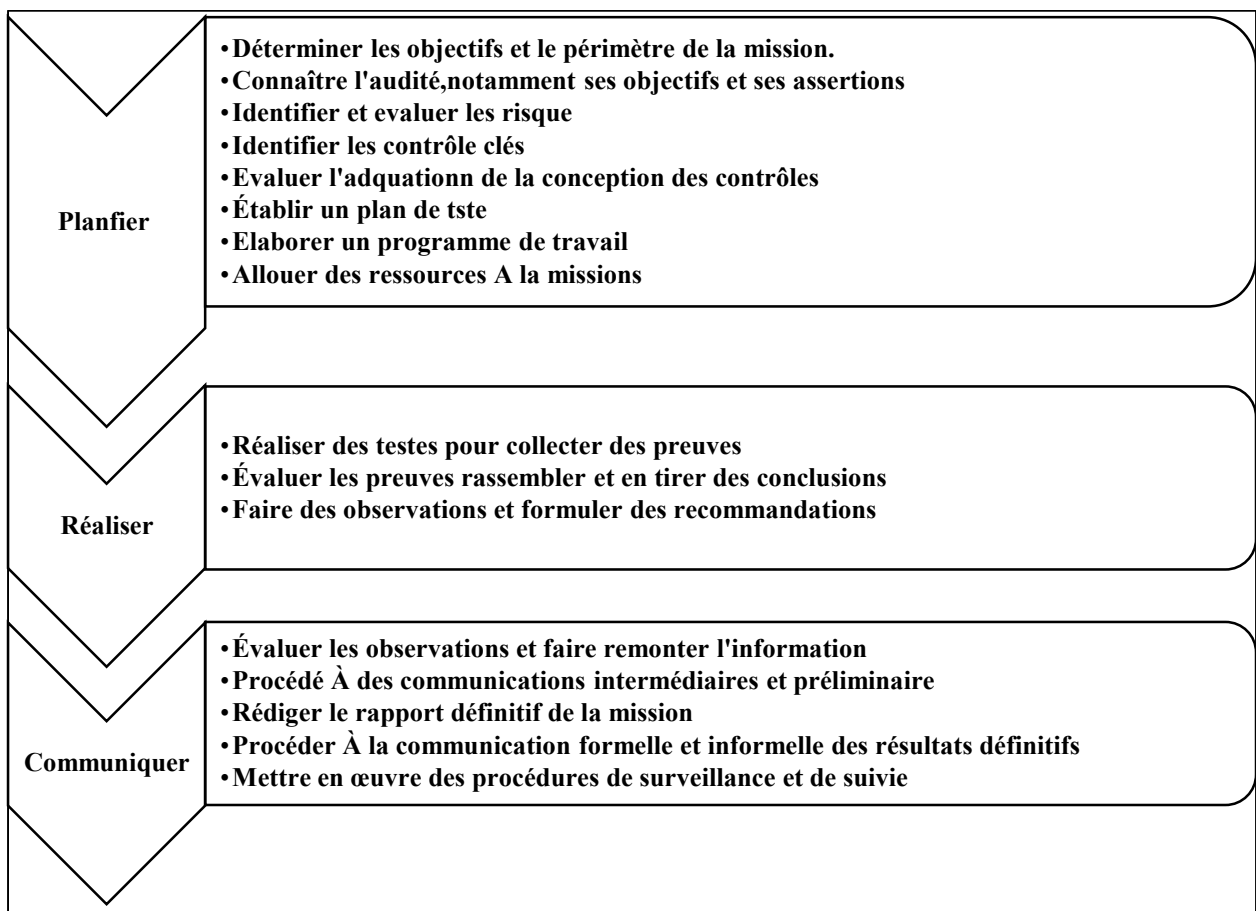 •Déterminer les objectifs et le périmètre de la mission.
•Connaître l'audité,notamment ses objectifs et ses assertions
•Identifier et evaluer les risque
•Identifier les contrôle clés
•Evaluer l'adquationn de la conception des contrôles
Planfier
•Établir un plan de tste
•Elaborer un programme de travail
•Allouer des ressources A la missions
•Réaliser des testes pour collecter des preuves
•Évaluer les preuves rassembler et en tirer des conclusions
•Faire des observations et formuler des recommandations
Réaliser
•Évaluer les observations et faire remonter l'information
•Procédé À des communications intermédiaires et préliminaire
•Rédiger le rapport définitif de la mission
•Procéder À la communication formelle et informelle des résultats définitifs
Communiquer
•Mettre en œuvre des procédures de surveillance et de suivie